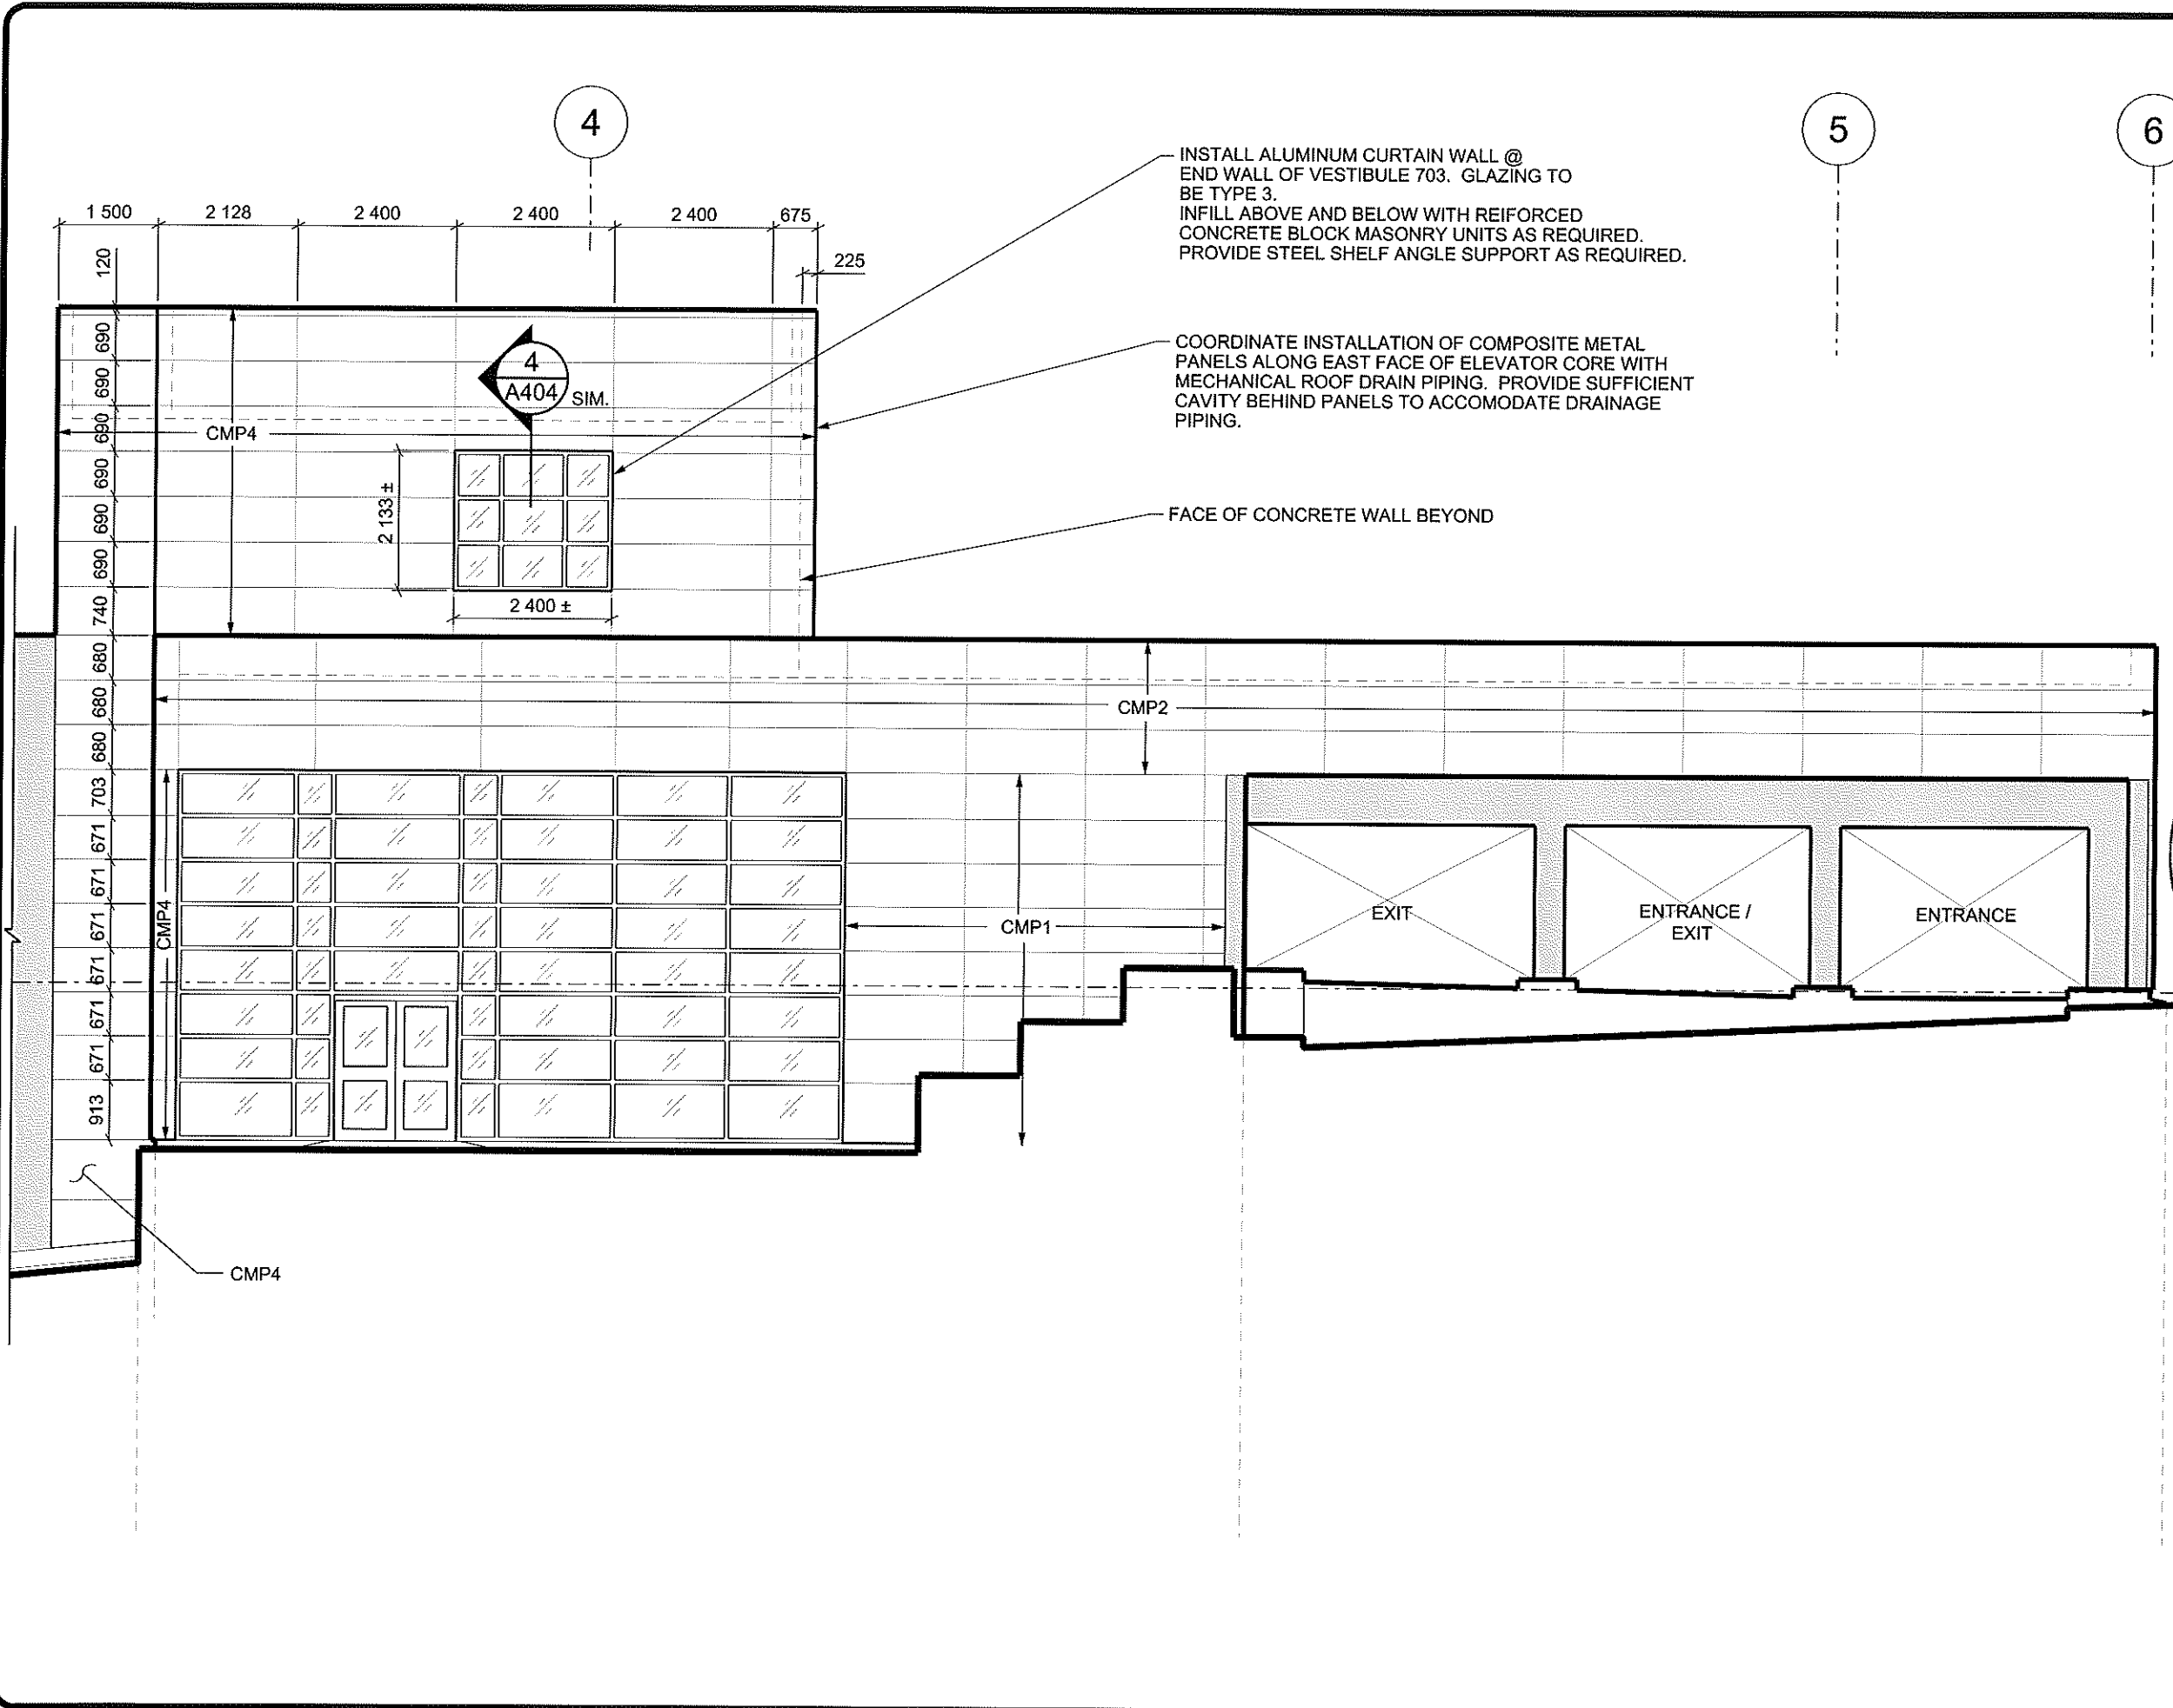 4
5
6
INSTALL ALUMINUM CURTAIN WALL @
END WALL OF VESTIBULE 703. GLAZING TO
BE TYPE 3.
INFILL ABOVE AND BELOW WITH REIFORCED
CONCRETE BLOCK MASONRY UNITS AS REQUIRED.
PROVIDE STEEL SHELF ANGLE SUPPORT AS REQUIRED.
1 500
2 128
2 400
2 400
2 400
675
225
120
690
690
690
690
690
690
740
680
680
680
703
671
671
671
671
671
671
913
COORDINATE INSTALLATION OF COMPOSITE METAL
PANELS ALONG EAST FACE OF ELEVATOR CORE WITH
MECHANICAL ROOF DRAIN PIPING. PROVIDE SUFFICIENT
CAVITY BEHIND PANELS TO ACCOMODATE DRAINAGE
PIPING.
4
A404
SIM.
CMP4
2 133 ±
2 400 ±
FACE OF CONCRETE WALL BEYOND
CMP2
CMP4
CMP1
EXIT
ENTRANCE /
EXIT
ENTRANCE
CMP4